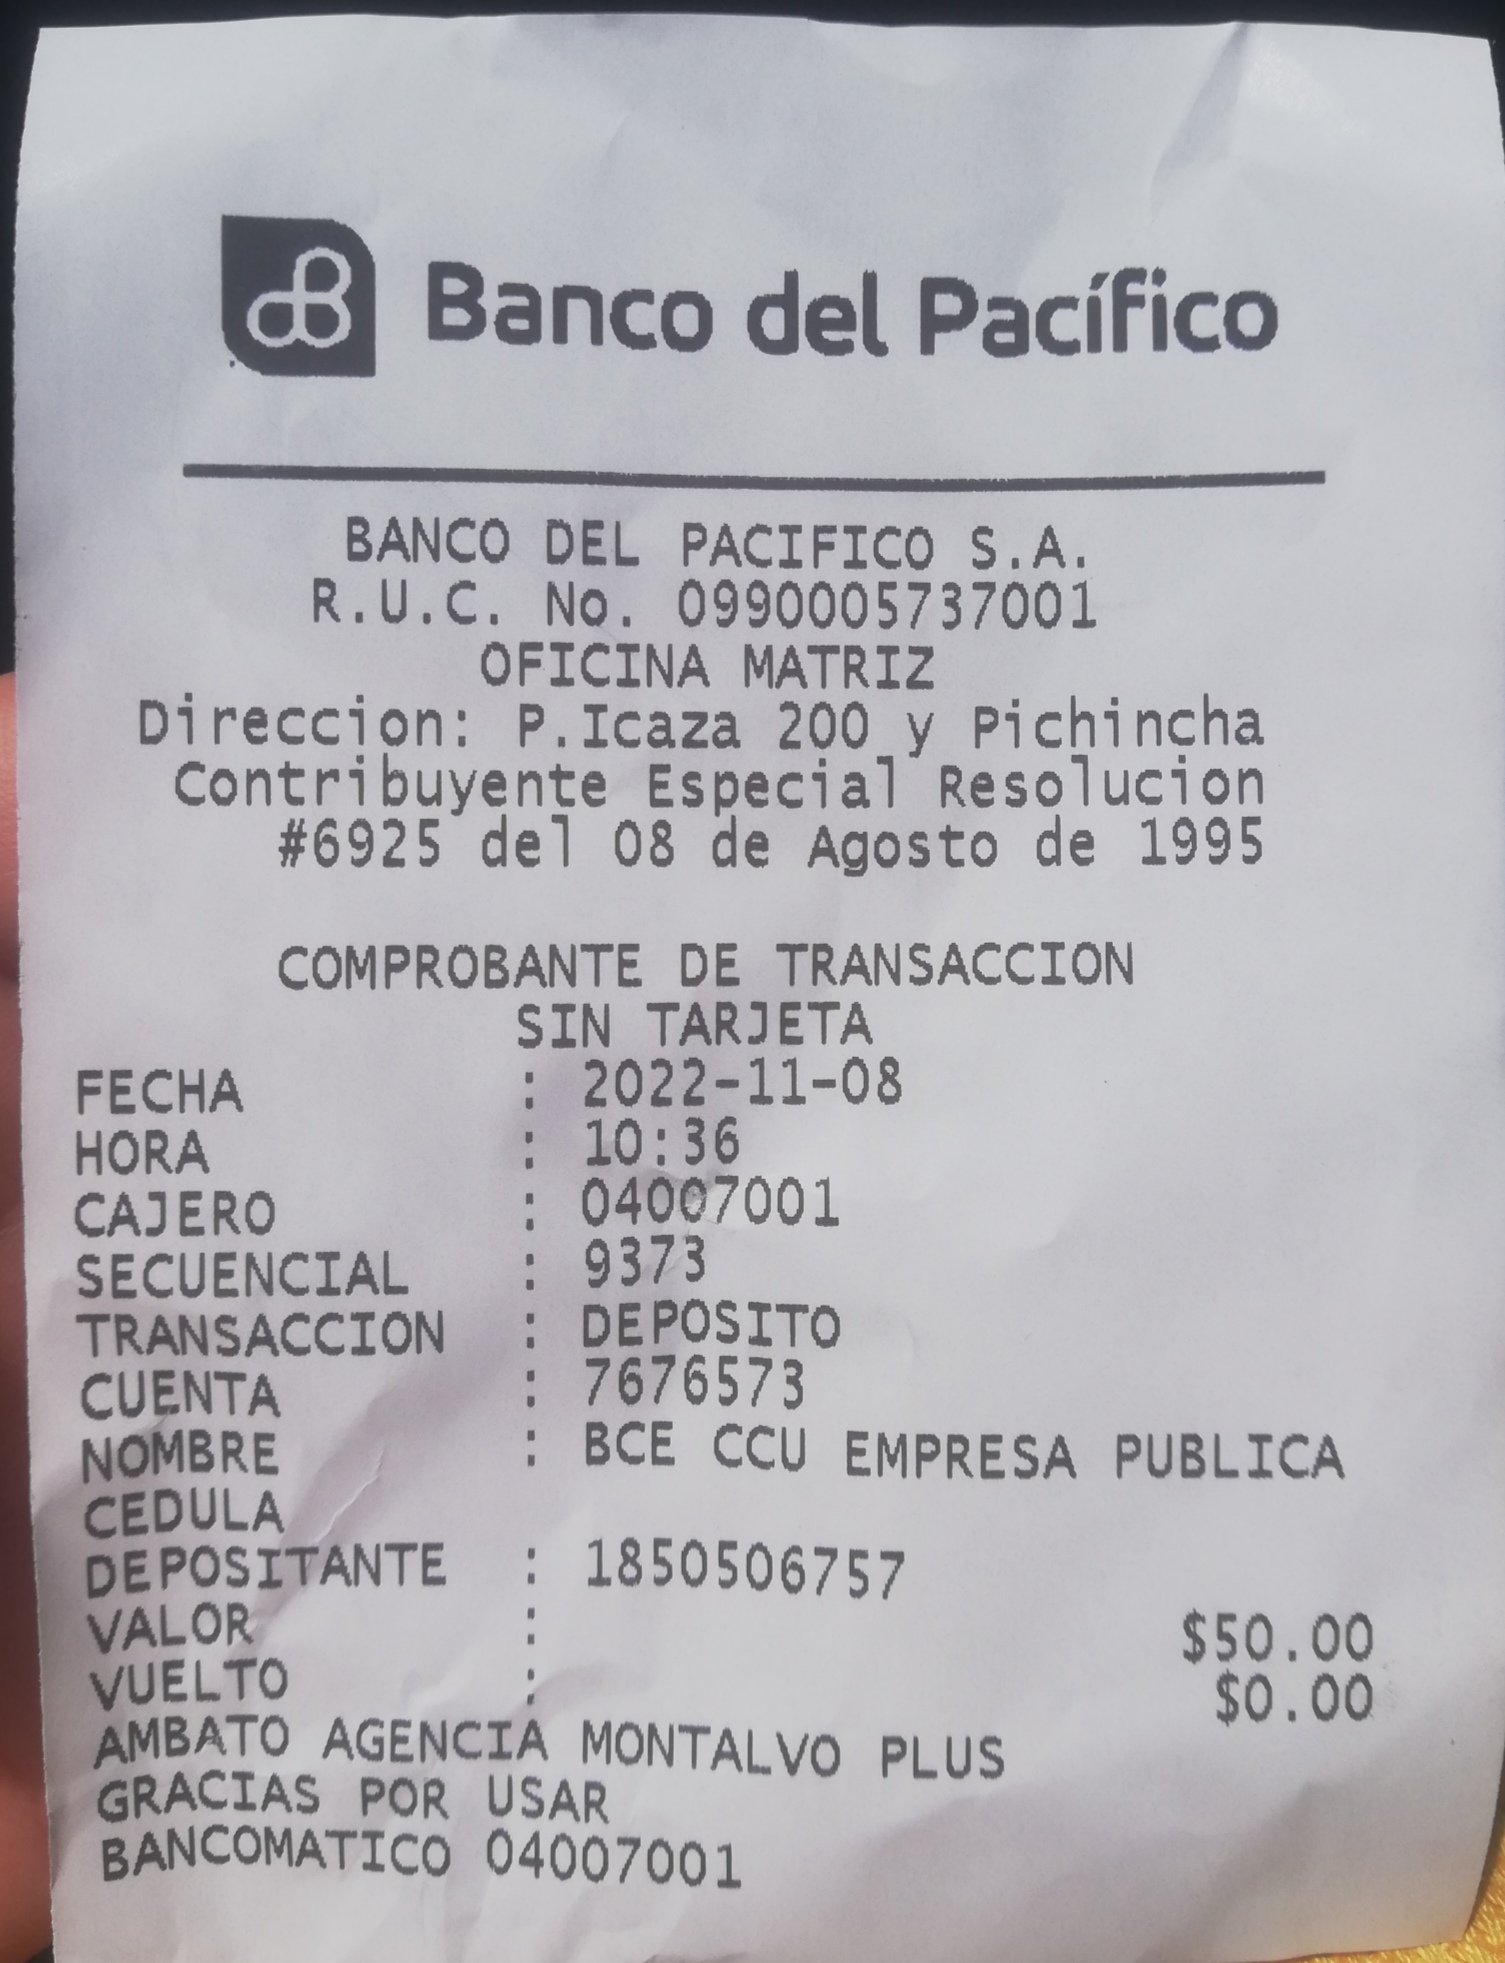 Banco del Pacífico
BANCO DEL PACIFICO S.A.
R.U.C. No. 0990005737001
OFICINA MATRIZ
Direccion: P.Icaza 200 y Pichincha
Contribuyente Especial Resolucion
#6925 del 08 de Agosto de 1995
COMPROBANTE DE TRANSACCION
SIN TARJETA
FECHA : 2022-11-08
HORA : 10:36
CAJERO : 04007001
SECUENCIAL : 9373
TRANSACCION : DEPOSITO
CUENTA : 7676573
NOMBRE : BCE CCU EMPRESA PUBLICA
CEDULA
DEPOSITANTE : 1850506757
VALOR : $50.00
VUELTO : $0.00
AMBATO AGENCIA MONTALVO PLUS
GRACIAS POR USAR
BANCOMATICO 04007001